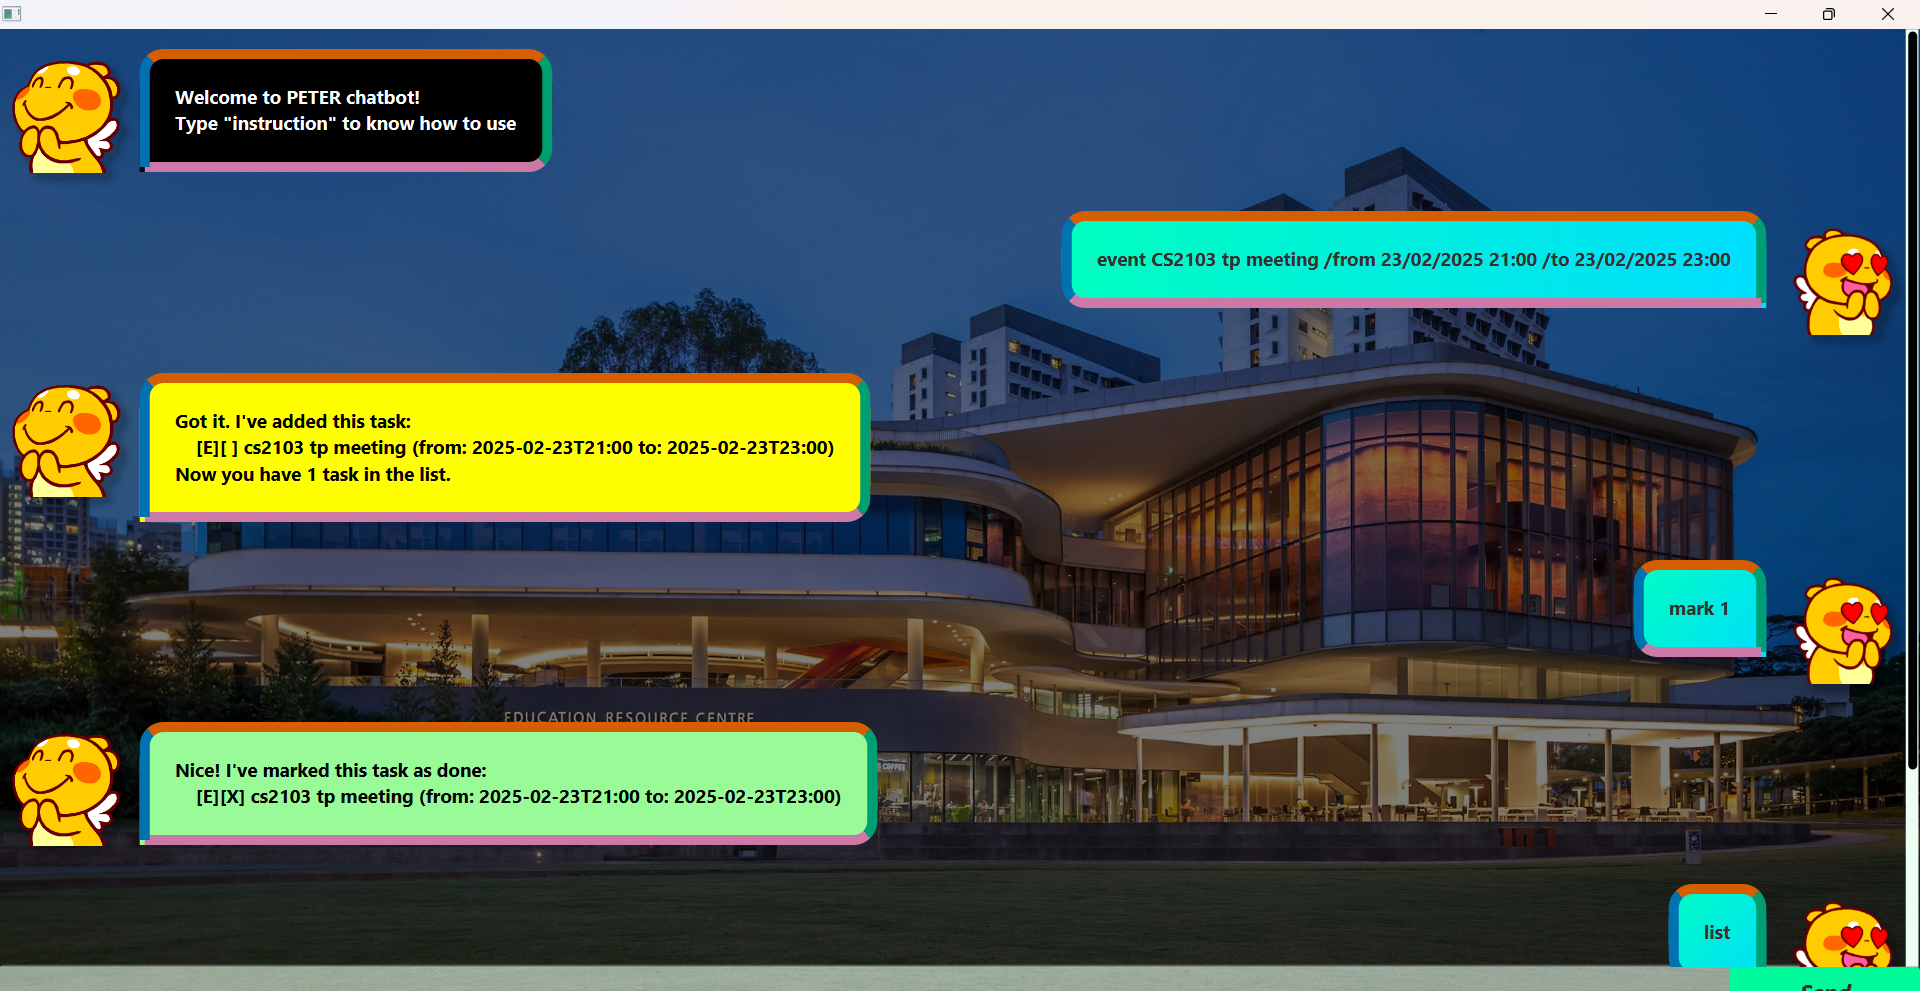 Welcome to PETER chatbot!
Type "instruction" to know how to use
event CS2103 tp meeting /from 23/02/2025 21:00 /to 23/02/2025 23:00
Got it. I've added this task:
[E][ ] cs2103 tp meeting (from: 2025-02-23T21:00 to: 2025-02-23T23:00)
Now you have 1 task in the list.
mark 1
EDUCATION RESOURCE CENTRE
Nice! I've marked this task as done:
[E][X] cs2103 tp meeting (from: 2025-02-23T21:00 to: 2025-02-23T23:00)
COFFEE
list
Send